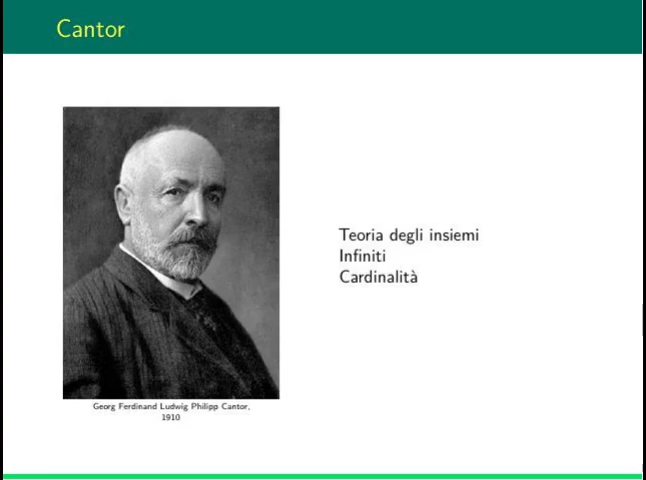 Cantor
Teoria degli insiemi
Infiniti
Cardinalità
Georg Ferdinand Ludwig Philipp Cantor,
1910